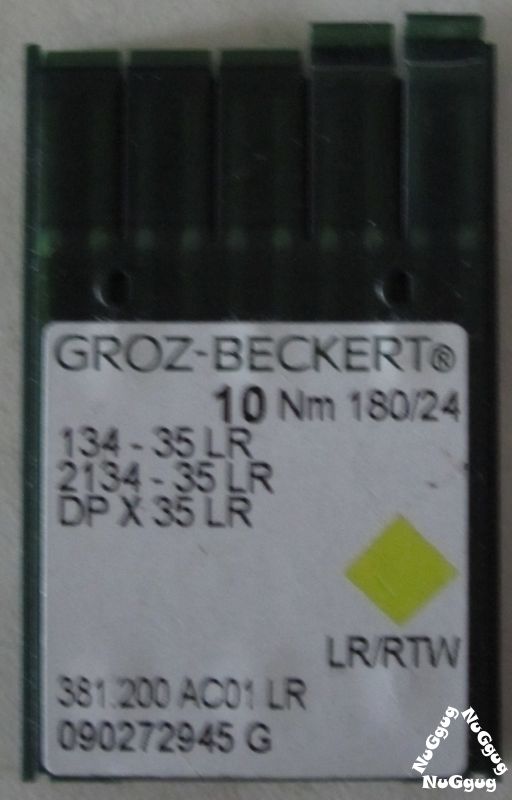 GROZ-BECKERT®
10 Nm 180/24
134 - 35 LR
2134 - 35 LR
DP X 35 LR
LR/RTW
381.200 AC01 LR
090272945 G
NuGgug
NuGgug
NuGgug